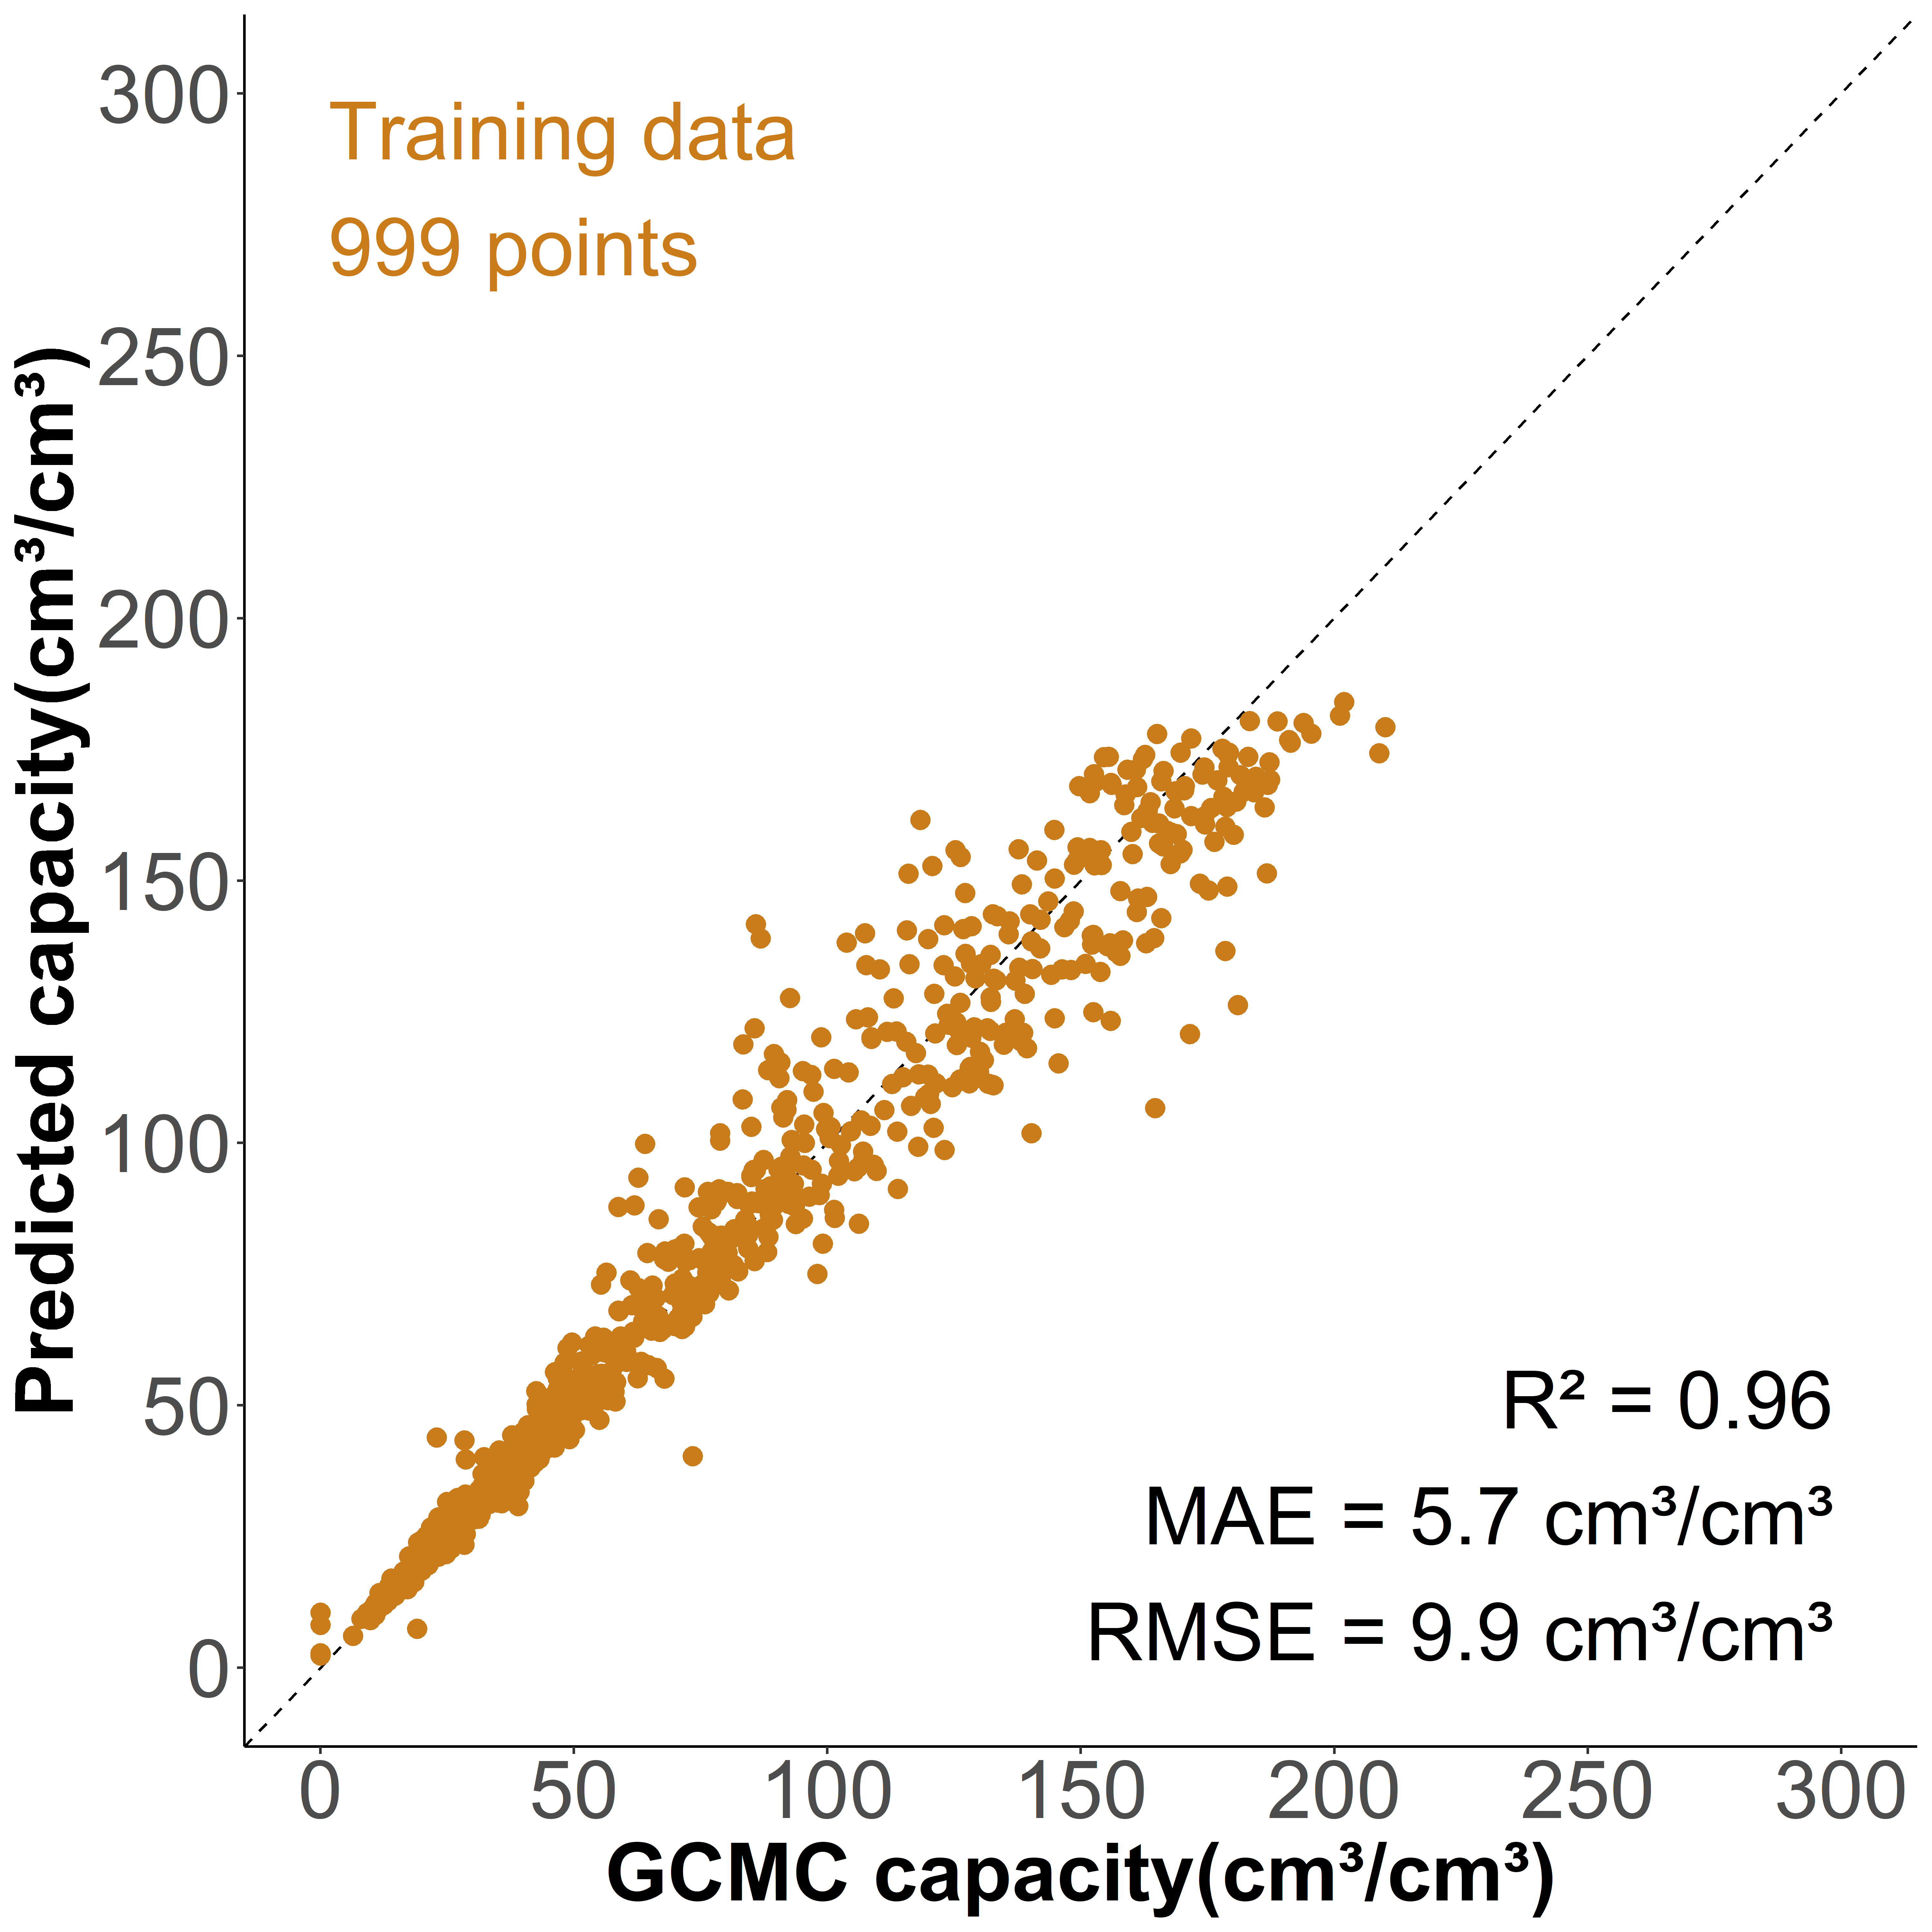 Training data
999 points
300
250
200
150
100
50
0
Predicted capacity(cm³/cm³)
R² = 0.96
MAE = 5.7 cm³/cm³
RMSE = 9.9 cm³/cm³
0 50 100 150 200 250 300
GCMC capacity(cm³/cm³)